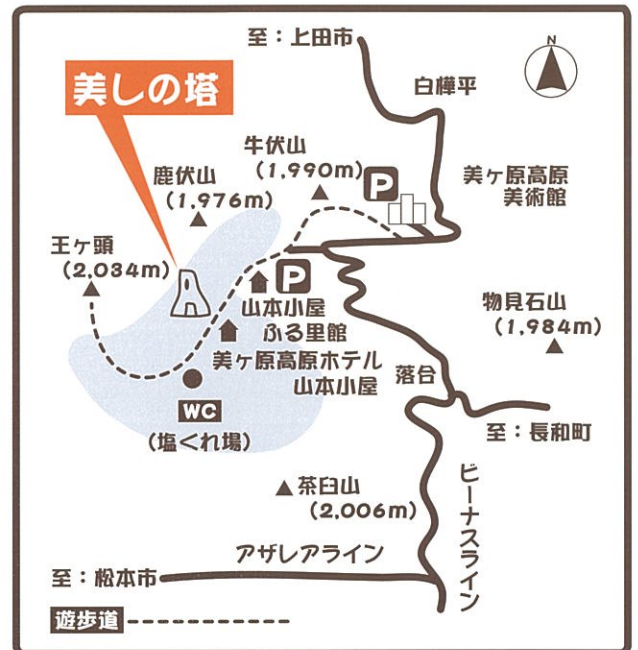 至：上田市
N
白樺平
美しの塔
牛伏山
(1,990m)
P
鹿伏山
(1,976m)
美ヶ原高原
美術館
王ヶ頭
(2,034m)
P
山本小屋
ふる里館
物見石山
(1,984m)
美ヶ原高原ホテル
山本小屋
落合
WC
(塩くれ場)
至：長和町
茶臼山
(2,006m)
ビーナスライン
アザレアライン
至：松本市
遊歩道